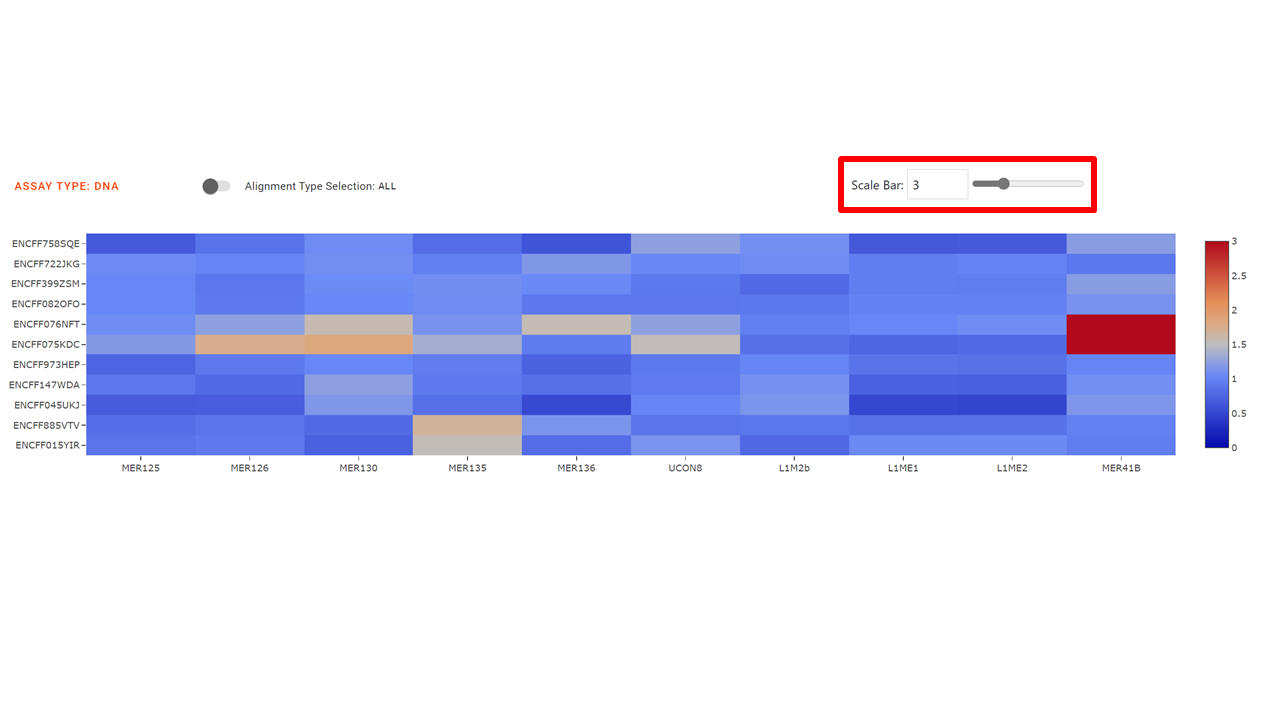 ASSAY TYPE: DNA
Alignment Type Selection: ALL
Scale Bar: 3
ENCFF758SQE
ENCFF722JKG
ENCFF399ZSM
ENCFF082OFO
ENCFF076NFT
ENCFF075KDC
ENCFF973HEP
ENCFF147WDA
ENCFF045UKJ
ENCFF885VTV
ENCFF015YIR
MER125 MER126 MER130 MER135 MER136 UCON8 L1M2b L1ME1 L1ME2 MER41B
3
2.5
2
1.5
1
0.5
0